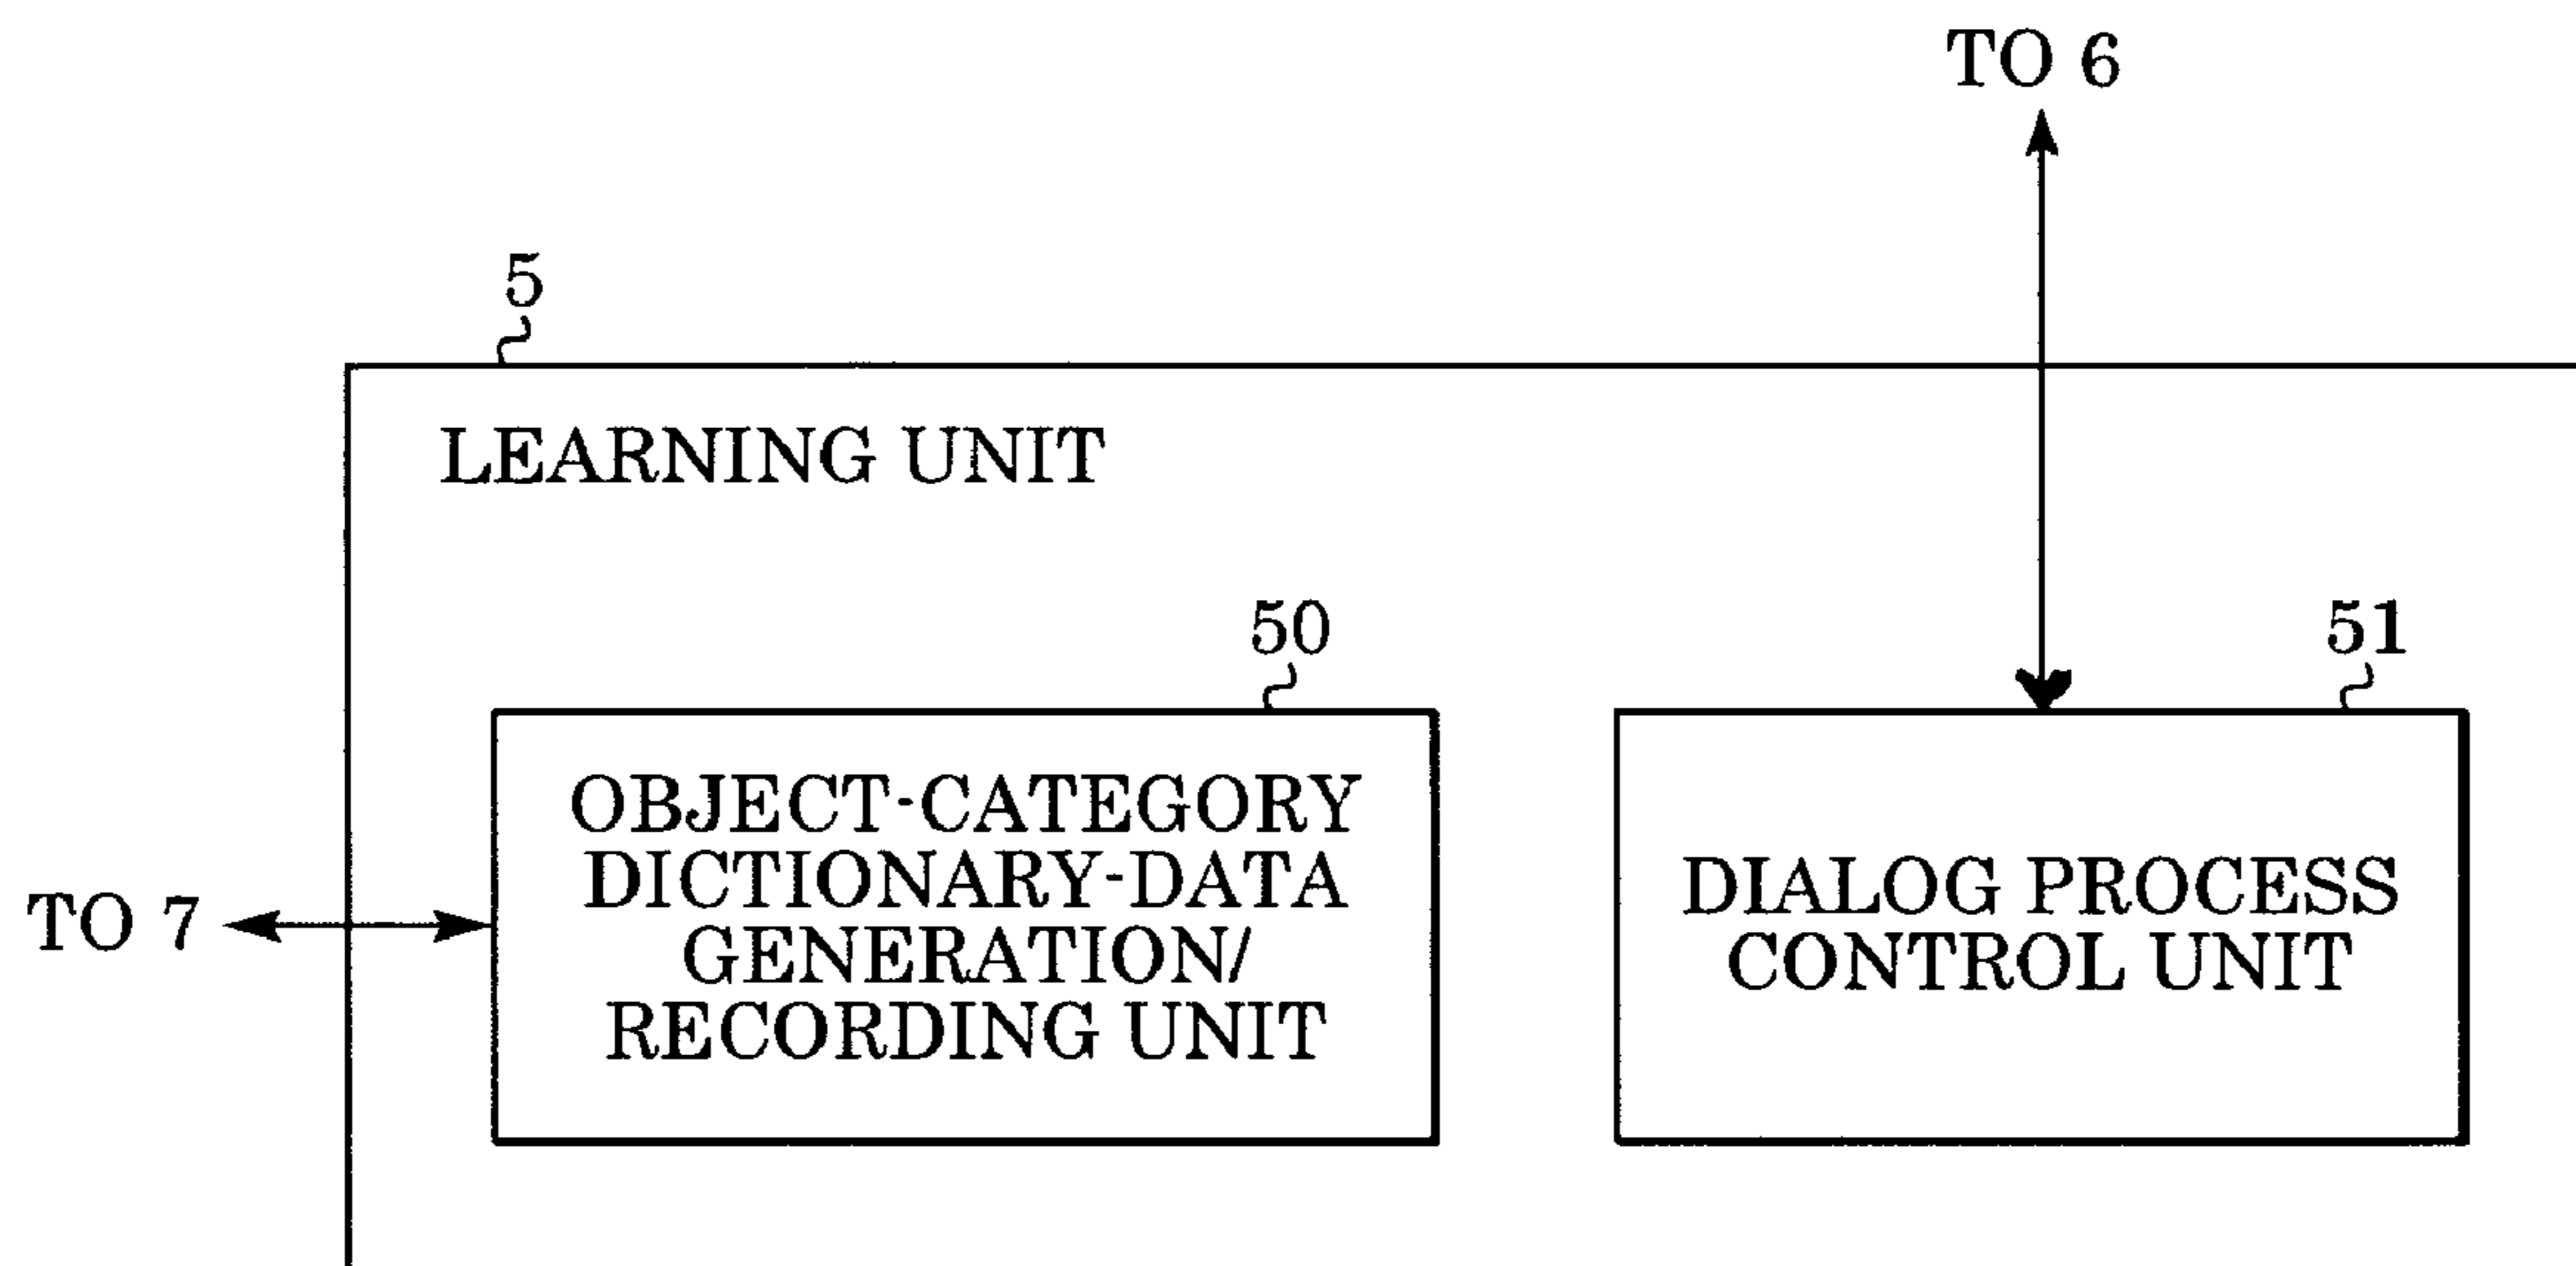 TO 6
5
LEARNING UNIT
50
51
OBJECT-CATEGORY
DICTIONARY-DATA
GENERATION/
RECORDING UNIT
DIALOG PROCESS
CONTROL UNIT
TO 7